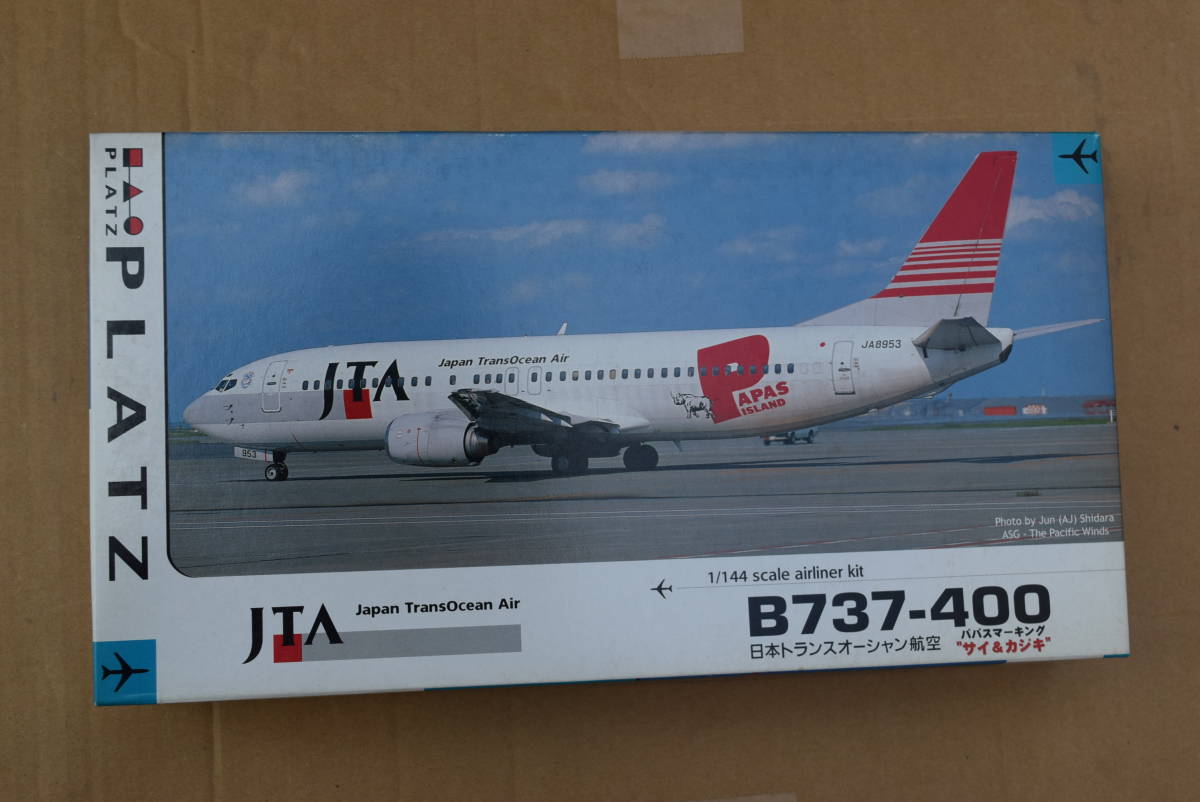 PLATZ
PLATZ
JTA
Japan TransOcean Air
PAPAS
ISLAND
JA8953
953
Photo by Jun (AJ) Shidara
ASG - The Pacific Winds
1/144 scale airliner kit
JTA
Japan TransOcean Air
B737-400
日本トランスオーシャン航空
パパスマーキング
"サイ&カジキ"